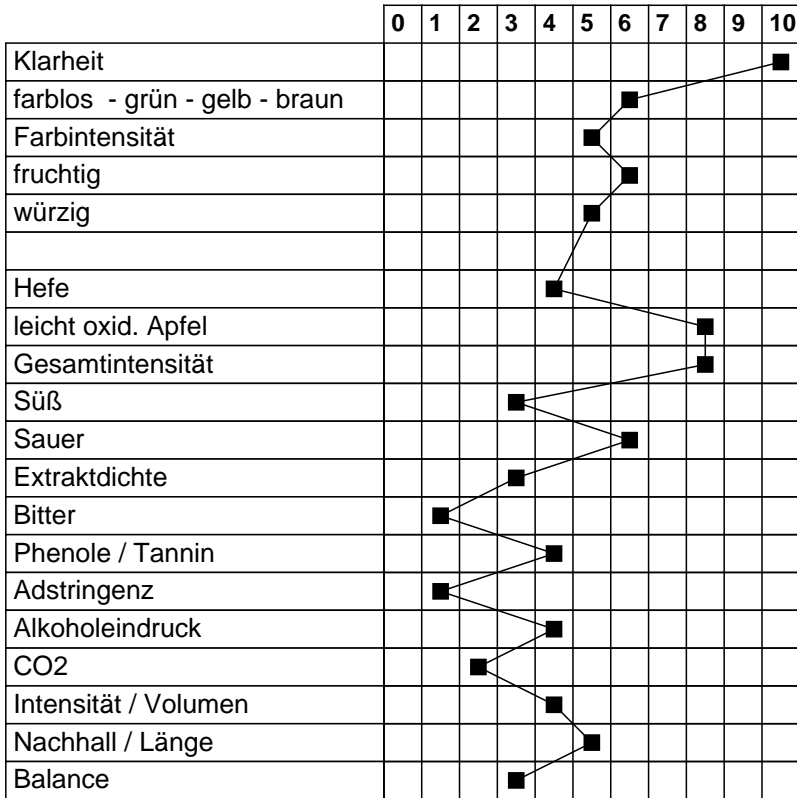 0 1 2 3 4 5 6 7 8 9 10
Klarheit
farblos - grün - gelb - braun
Farbintensität
fruchtig
würzig
Hefe
leicht oxid. Apfel
Gesamtintensität
Süß
Sauer
Extraktdichte
Bitter
Phenole / Tannin
Adstringenz
Alkoholeindruck
CO2
Intensität / Volumen
Nachhall / Länge
Balance